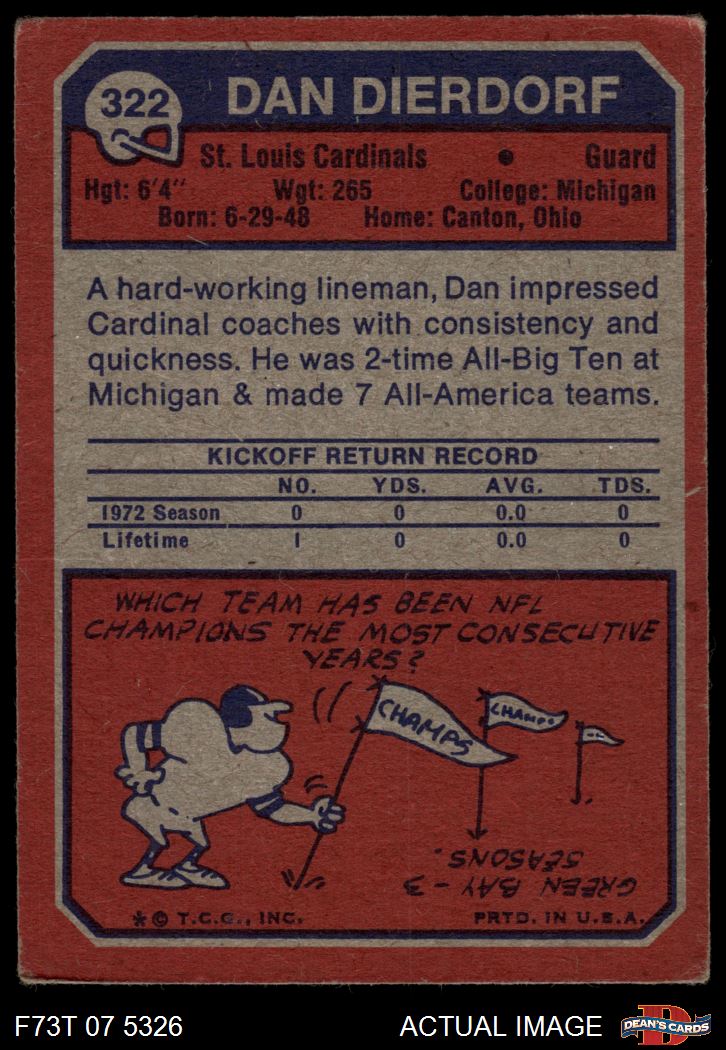 322
DAN DIERDORF
St. Louis Cardinals • Guard
Hgt: 6'4" Wgt: 265 College: Michigan
Born: 6-29-48 Home: Canton, Ohio
A hard-working lineman, Dan impressed
Cardinal coaches with consistency and
quickness. He was 2-time All-Big Ten at
Michigan & made 7 All-America teams.
KICKOFF RETURN RECORD
NO. YDS. AVG. TDS.
1972 Season 0 0 0.0 0
Lifetime 1 0 0.0 0
WHICH TEAM HAS BEEN NFL
CHAMPIONS THE MOST CONSECUTIVE
YEARS?
CHAMPS
CHAMPS
GREEN BAY - 3
SEASONS.
* © T.C.G., INC. PRTD. IN U.S.A.
F73T 07 5326 ACTUAL IMAGE
D
DEAN'S CARDS